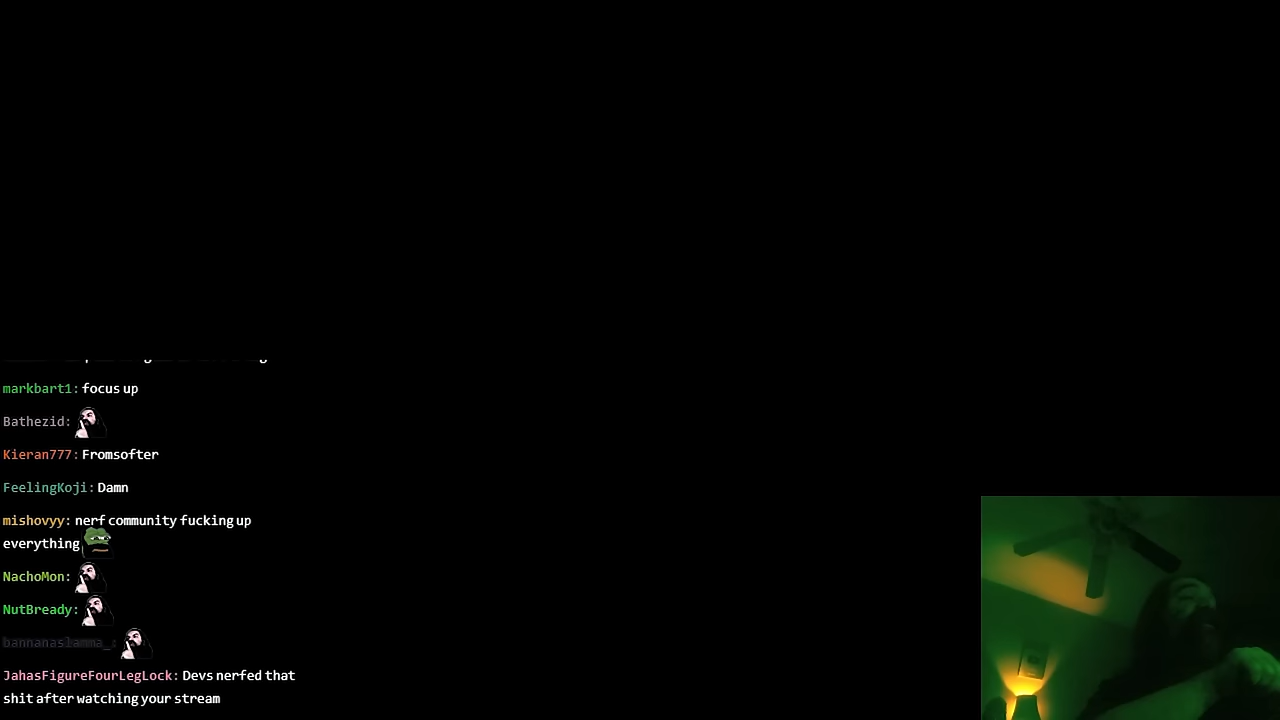 markbart1: focus up
Bathezid:
Kieran777: Fromsofter
FeelingKoji: Damn
mishovyy: nerf community fucking up
everything
NachoMon:
NutBready:
bannanaslamma_:
JahasFigureFourLegLock: Devs nerfed that
shit after watching your stream